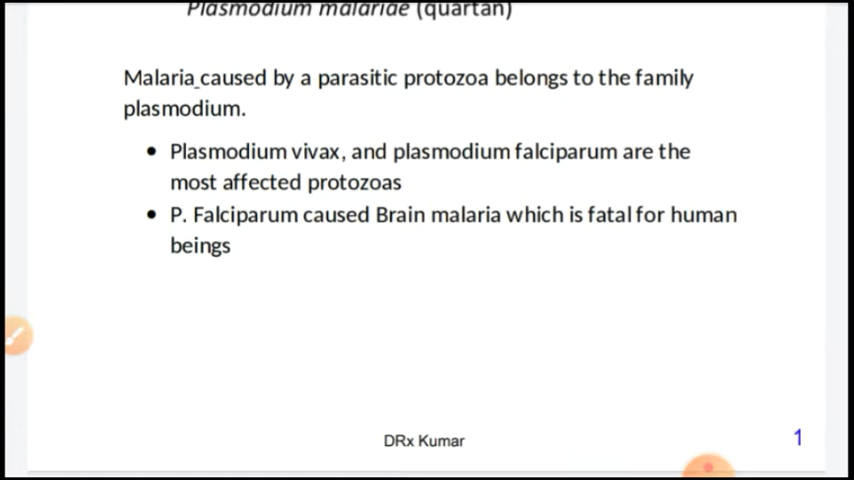 Plasmodium malariae (quartan)
Malaria caused by a parasitic protozoa belongs to the family
plasmodium.
• Plasmodium vivax, and plasmodium falciparum are the
most affected protozoas
• P. Falciparum caused Brain malaria which is fatal for human
beings
DRx Kumar
1